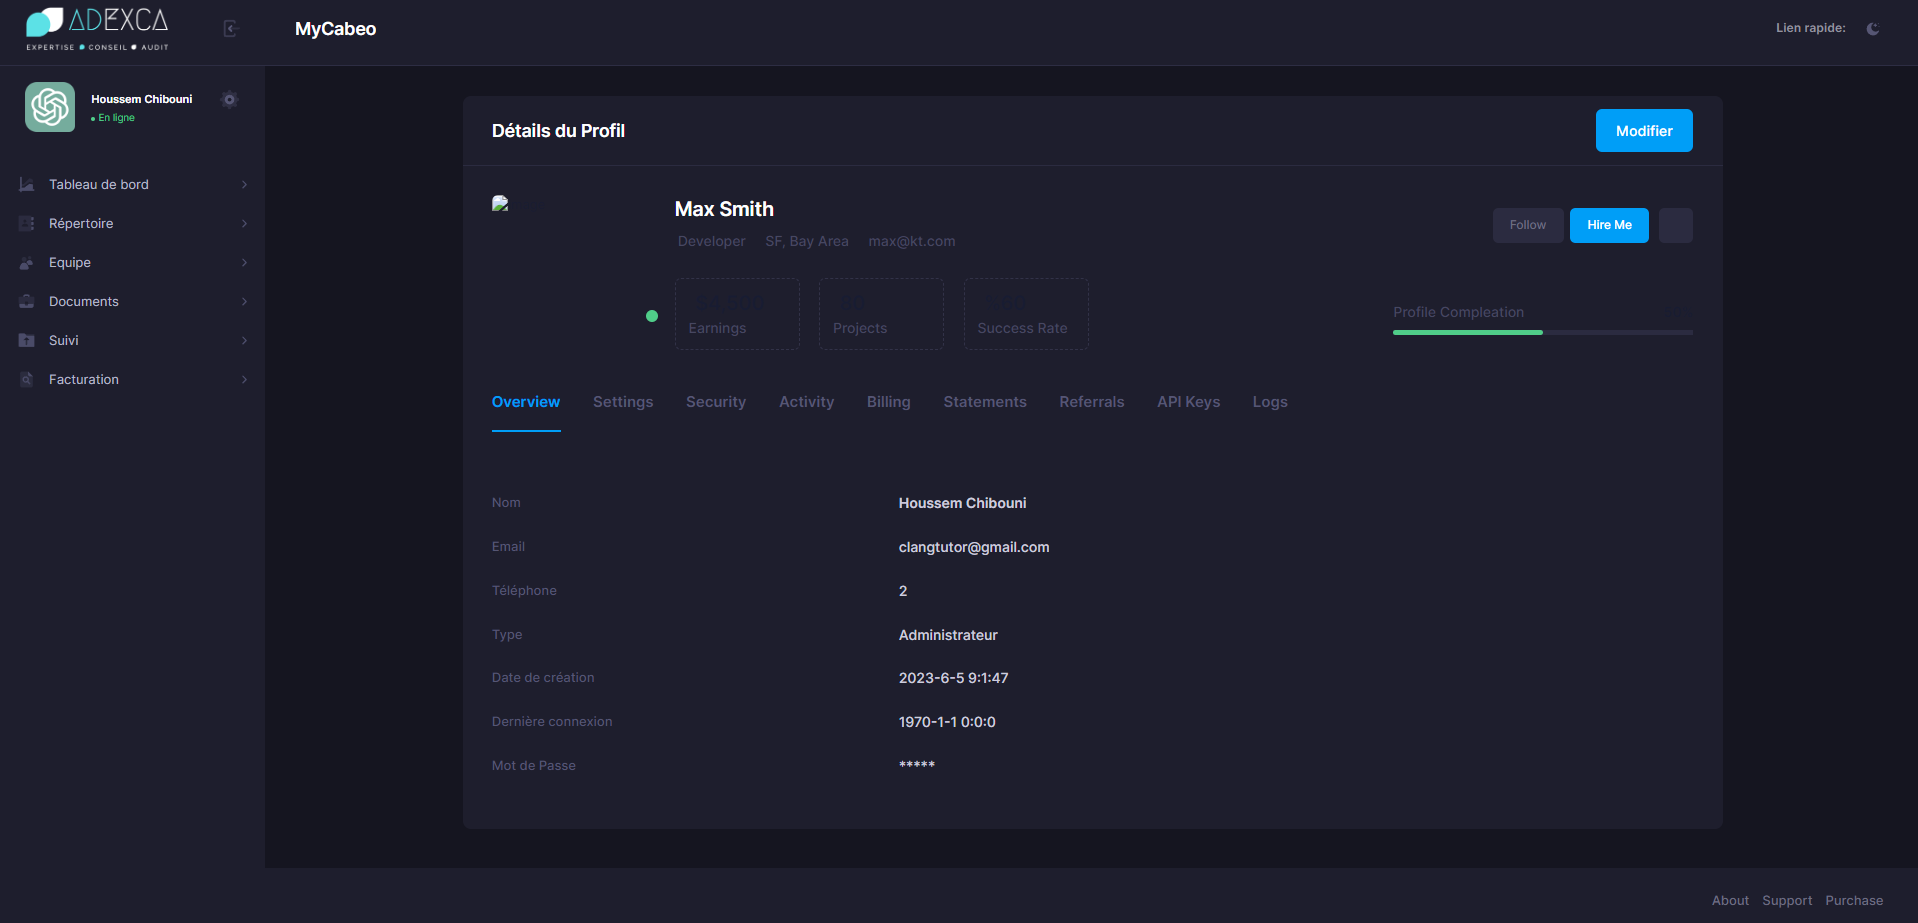 ADEXCA
EXPERTISE CONSEIL AUDIT
MyCabeo
Lien rapide:
Houssem Chibouni
En ligne
Tableau de bord
Répertoire
Equipe
Documents
Suivi
Facturation
Détails du Profil
Modifier
Max Smith
Developer SF, Bay Area max@kt.com
Follow
Hire Me
Earnings
Projects
Success Rate
Profile Compleation
Overview Settings Security Activity Billing Statements Referrals API Keys Logs
Nom Houssem Chibouni
Email clangtutor@gmail.com
Téléphone 2
Type Administrateur
Date de création 2023-6-5 9:1:47
Dernière connexion 1970-1-1 0:0:0
Mot de Passe *****
About Support Purchase